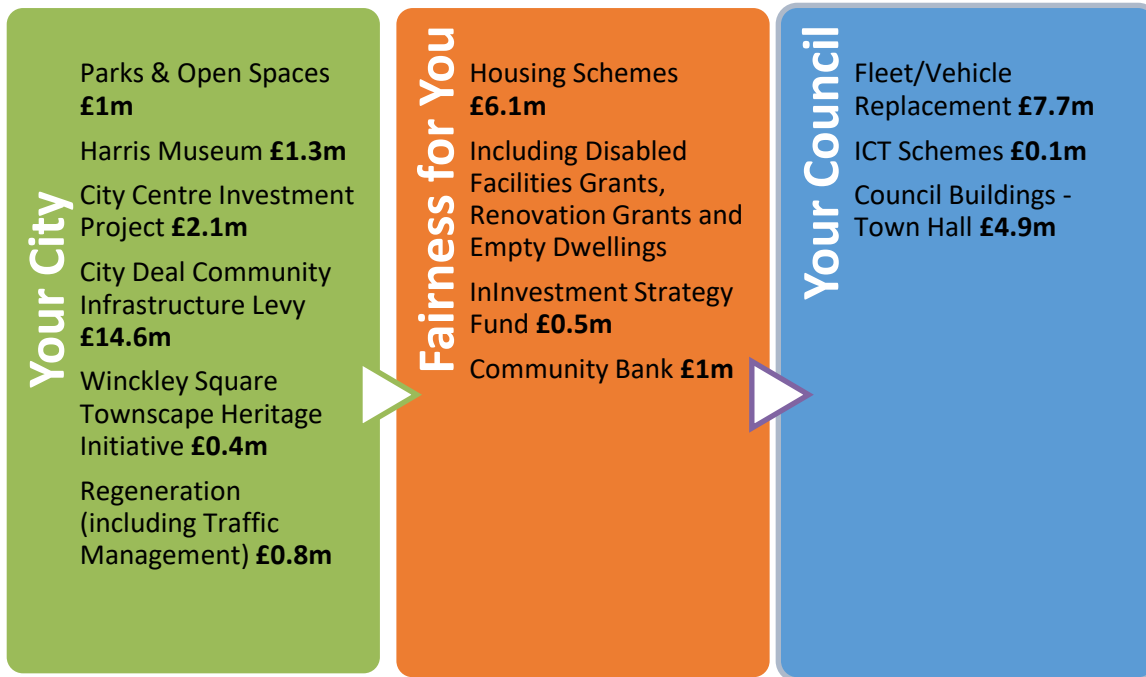 Your City
Parks & Open Spaces
£1m
Harris Museum £1.3m
City Centre Investment
Project £2.1m
City Deal Community
Infrastructure Levy
£14.6m
Winckley Square
Townscape Heritage
Initiative £0.4m
Regeneration
(including Traffic
Management) £0.8m
Fairness for You
Housing Schemes
£6.1m
Including Disabled
Facilities Grants,
Renovation Grants and
Empty Dwellings
InInvestment Strategy
Fund £0.5m
Community Bank £1m
Your Council
Fleet/Vehicle
Replacement £7.7m
ICT Schemes £0.1m
Council Buildings -
Town Hall £4.9m